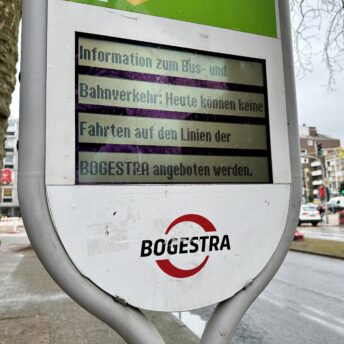 Information zum Bus- und
Bahnverkehr: Heute können keine
Fahrten auf den Linien der
BOGESTRA angeboten werden.
BOGESTRA